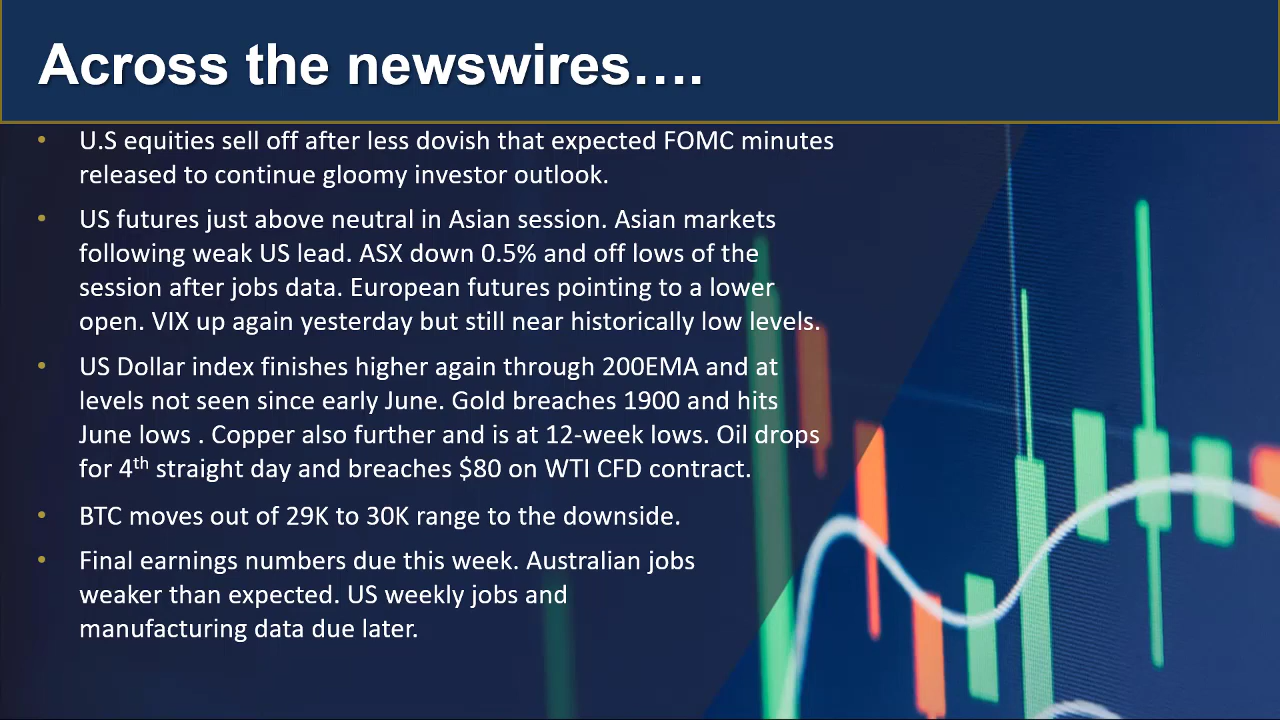 Across the newswires….
• U.S equities sell off after less dovish that expected FOMC minutes
released to continue gloomy investor outlook.
• US futures just above neutral in Asian session. Asian markets
following weak US lead. ASX down 0.5% and off lows of the
session after jobs data. European futures pointing to a lower
open. VIX up again yesterday but still near historically low levels.
• US Dollar index finishes higher again through 200EMA and at
levels not seen since early June. Gold breaches 1900 and hits
June lows . Copper also further and is at 12-week lows. Oil drops
for 4th straight day and breaches $80 on WTI CFD contract.
• BTC moves out of 29K to 30K range to the downside.
• Final earnings numbers due this week. Australian jobs
weaker than expected. US weekly jobs and
manufacturing data due later.